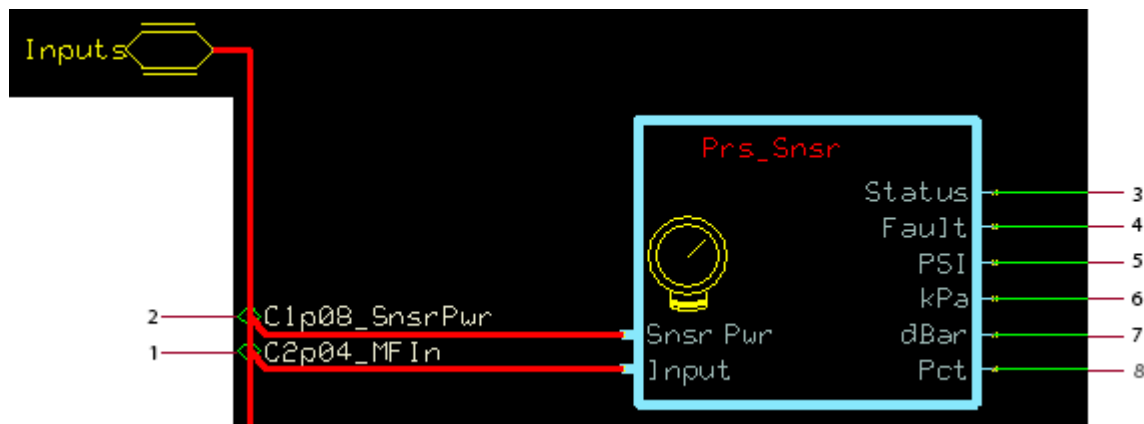 Inputs
Prs_Snsr
Status 3
Fault 4
PSI 5
kPa 6
2 C1p08_SnsrPwr
Snsr Pwr dBar 7
1 C2p04_MFIn
Input Pct 8